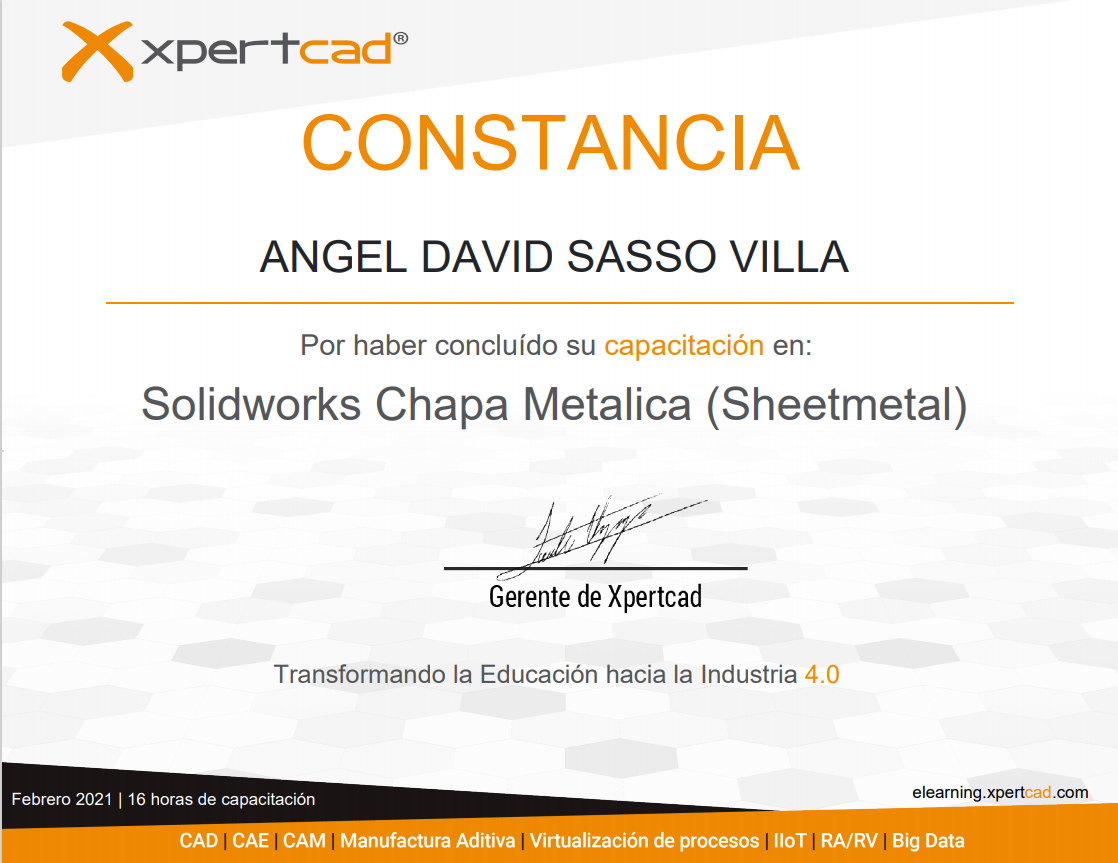 xpertcad®
CONSTANCIA
ANGEL DAVID SASSO VILLA
Por haber concluído su capacitación en:
Solidworks Chapa Metalica (Sheetmetal)
Gerente de Xpertcad
Transformando la Educación hacia la Industria 4.0
Febrero 2021 | 16 horas de capacitación
elearning.xpertcad.com
CAD | CAE | CAM | Manufactura Aditiva | Virtualización de procesos | IIoT | RA/RV | Big Data